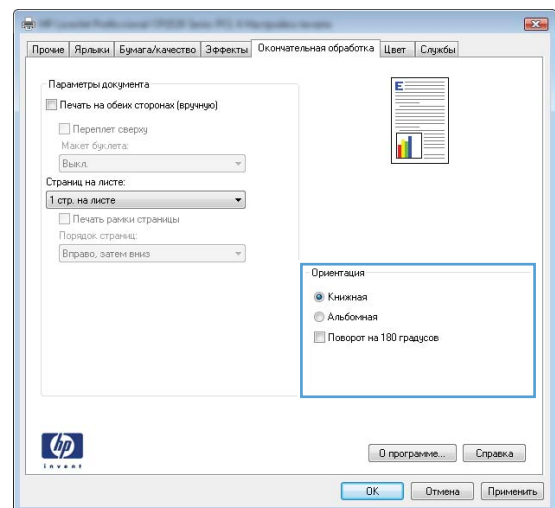 Прочие Ярлыки Бумага/качество Эффекты Окончательная обработка Цвет Службы
Параметры документа
Печать на обеих сторонах (вручную)
Переплет сверху
Макет буклета:
Выкл.
Страниц на листе:
1 стр. на листе
Печать рамки страницы
Порядок страниц:
Вправо, затем вниз
E
Ориентация
Книжная
Альбомная
Поворот на 180 градусов
hp
invent
О программе... Справка
OK Отмена Применить